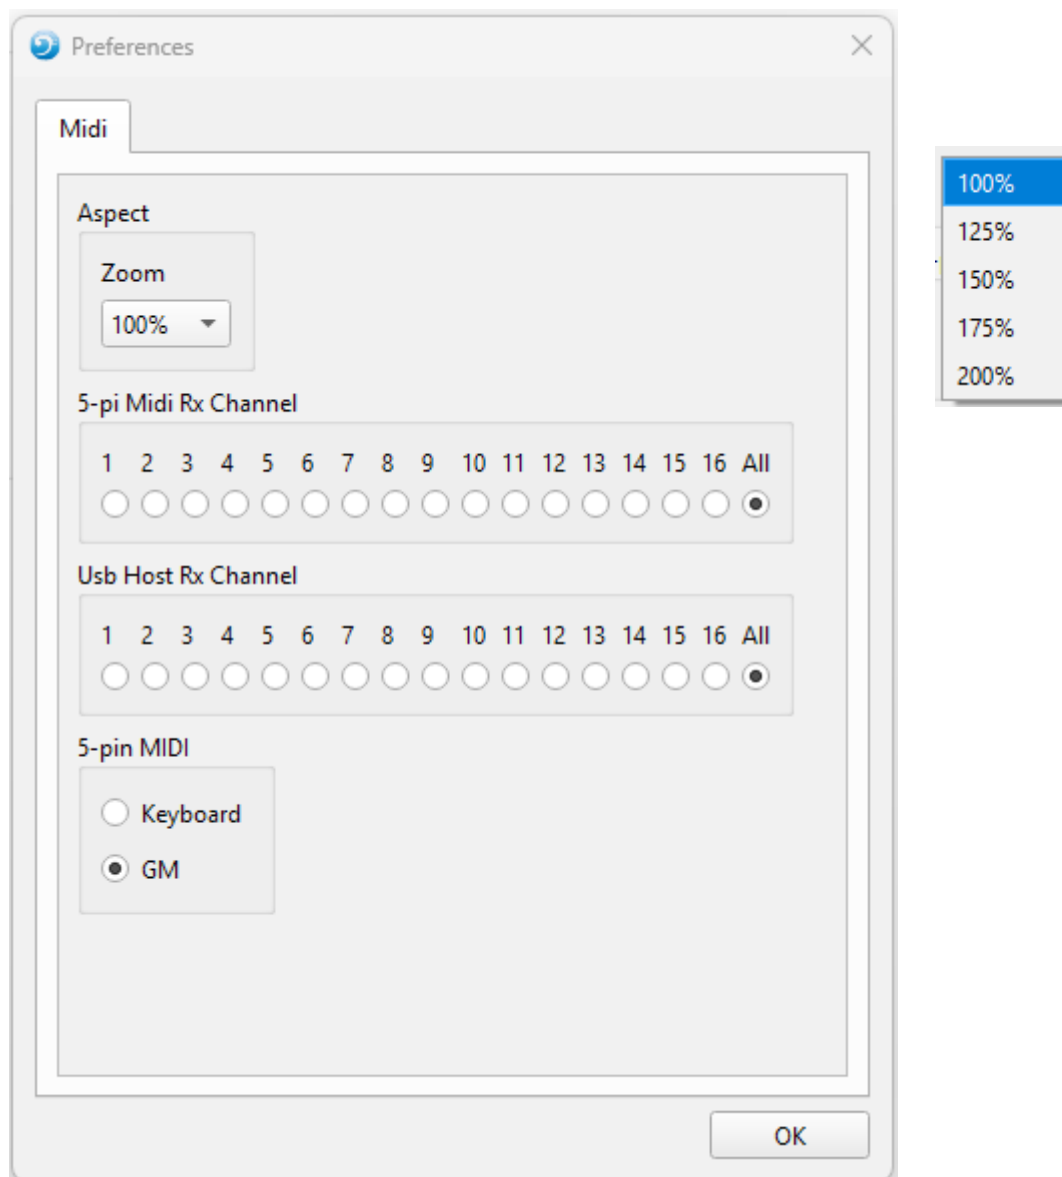 Preferences
Midi
Aspect
Zoom
100%
5-pi Midi Rx Channel
1 2 3 4 5 6 7 8 9 10 11 12 13 14 15 16 All
Usb Host Rx Channel
1 2 3 4 5 6 7 8 9 10 11 12 13 14 15 16 All
5-pin MIDI
Keyboard
GM
OK
100%
125%
150%
175%
200%